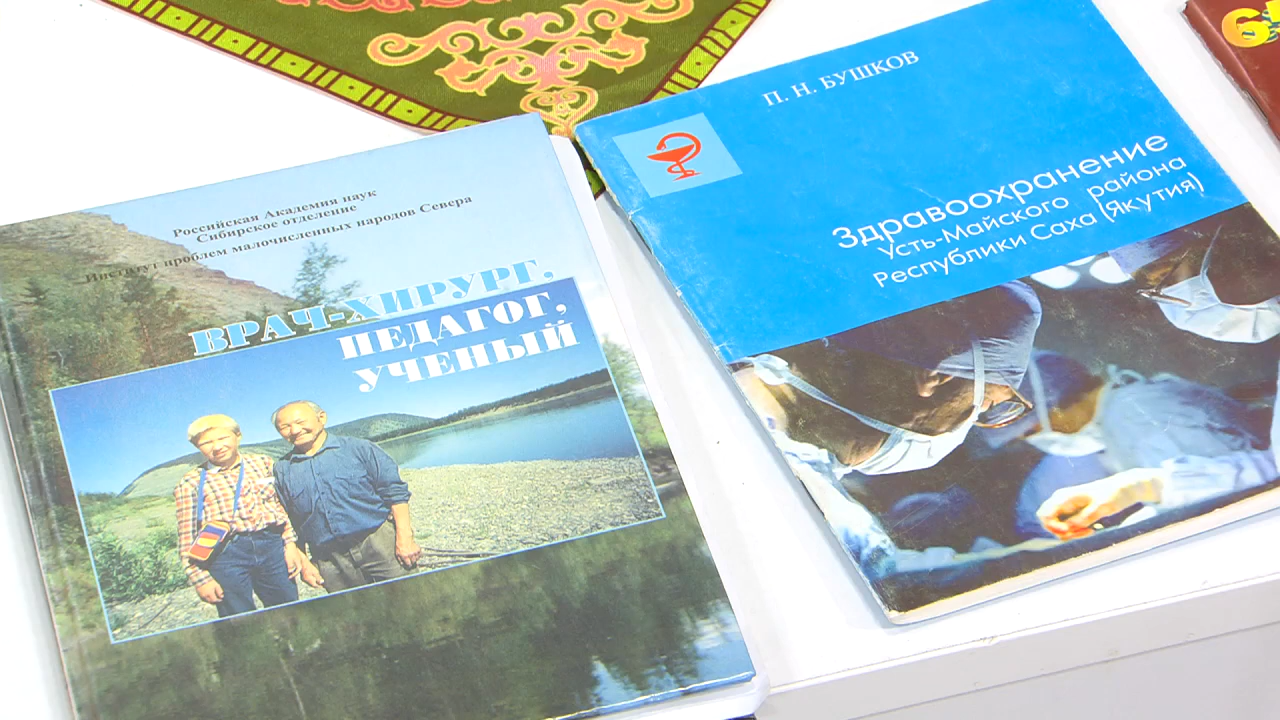 Российская Академия наук
Сибирское отделение
Институт проблем малочисленных народов Севера
ВРАЧ-ХИРУРГ,
ПЕДАГОГ,
УЧЕНЫЙ
П. Н. БУШКОВ
Здравоохранение
Усть-Майского района
Республики Саха (Якутия)